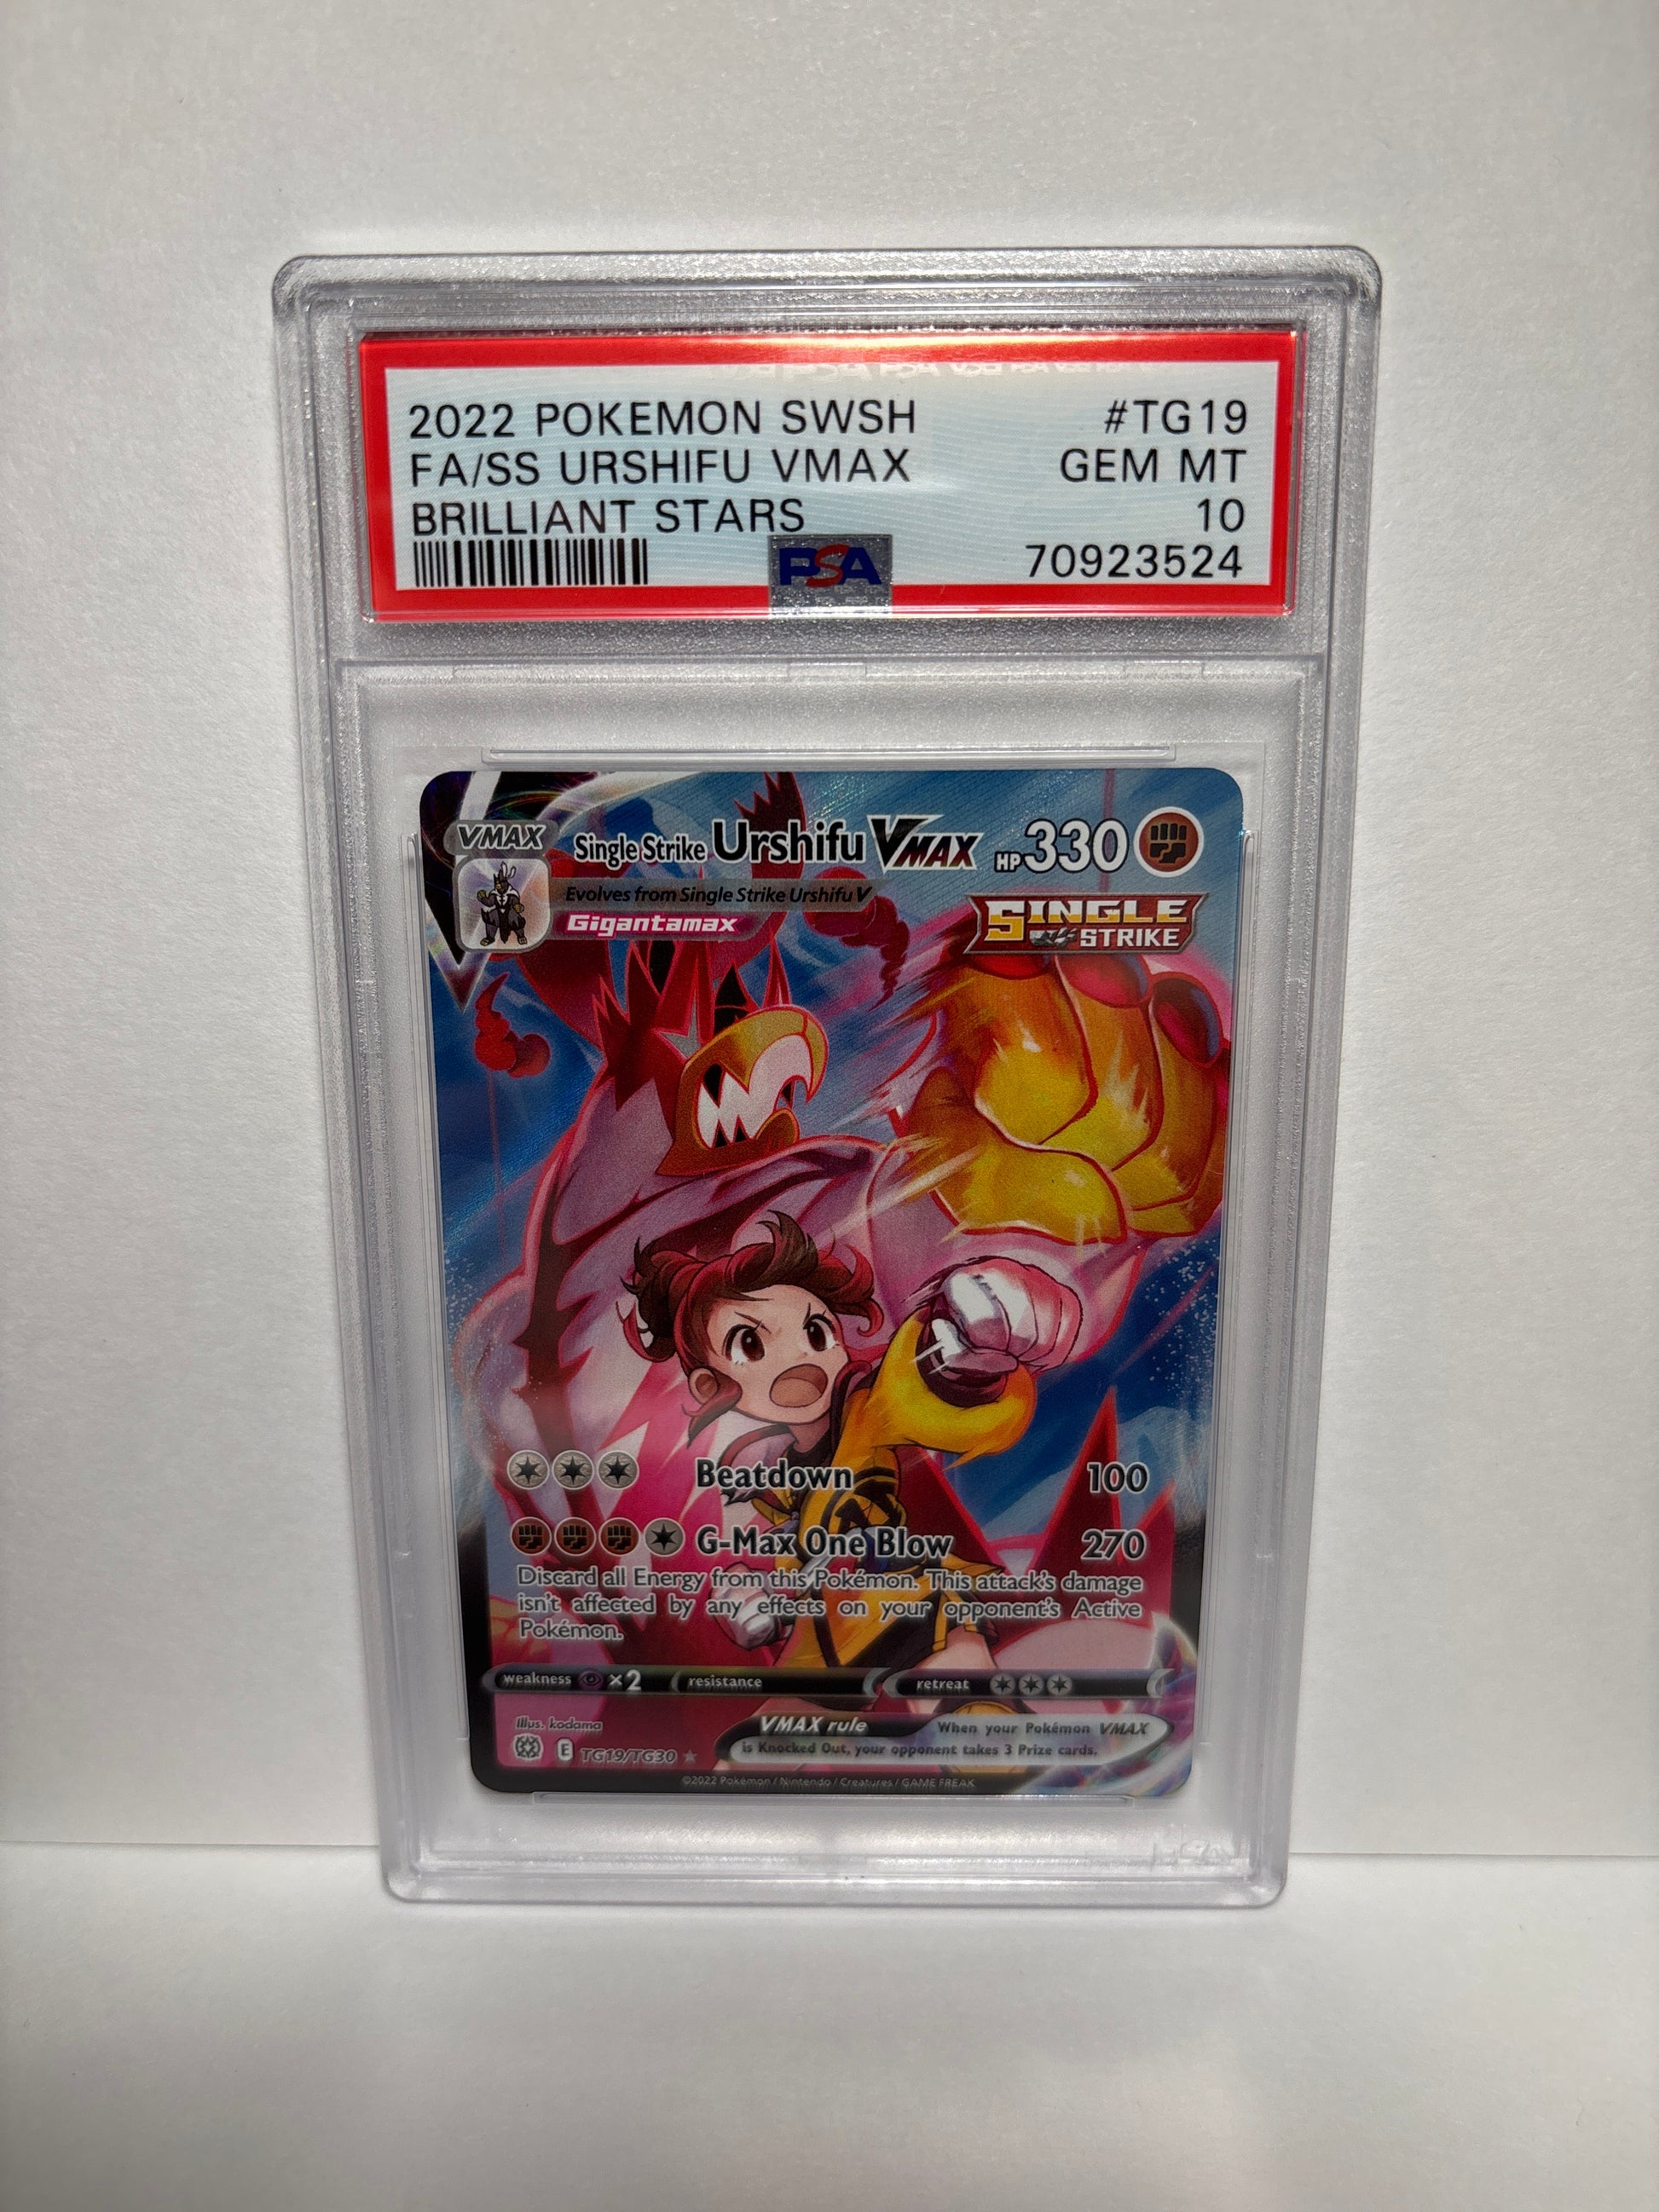 2022 POKEMON SWSH #TG19
FA/SS URSHIFU VMAX GEM MT
BRILLIANT STARS 10
PSA 70923524
VMAX Single Strike Urshifu VMAX HP 330
Evolves from Single Strike Urshifu V
Gigantamax
SINGLE
STRIKE
Beatdown 100
G-Max One Blow 270
Discard all Energy from this Pokémon. This attack's damage
isn't affected by any effects on your opponent's Active
Pokémon.
weakness ×2 resistance retreat
Illus. kodama
E TG19/TG30
VMAX rule When your Pokémon VMAX
is Knocked Out, your opponent takes 3 Prize cards.
©2022 Pokémon / Nintendo / Creatures / GAME FREAK